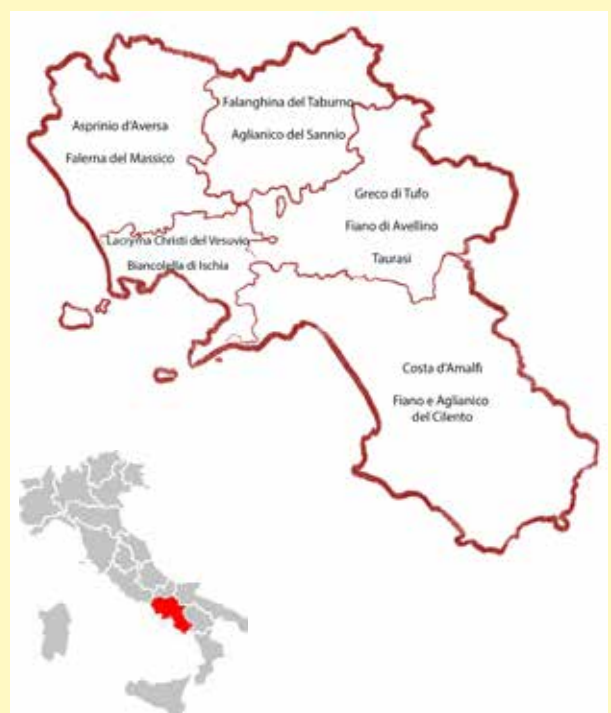 Falanghina del Taburno
Aglianico del Sannio
Asprinio d'Aversa
Falerna del Massico
Greco di Tufo
Fiano di Avellino
Taurasi
Lacryma Christi del Vesuvio
Biancolella di Ischia
Costa d'Amalfi
Fiano e Aglianico
del Cilento